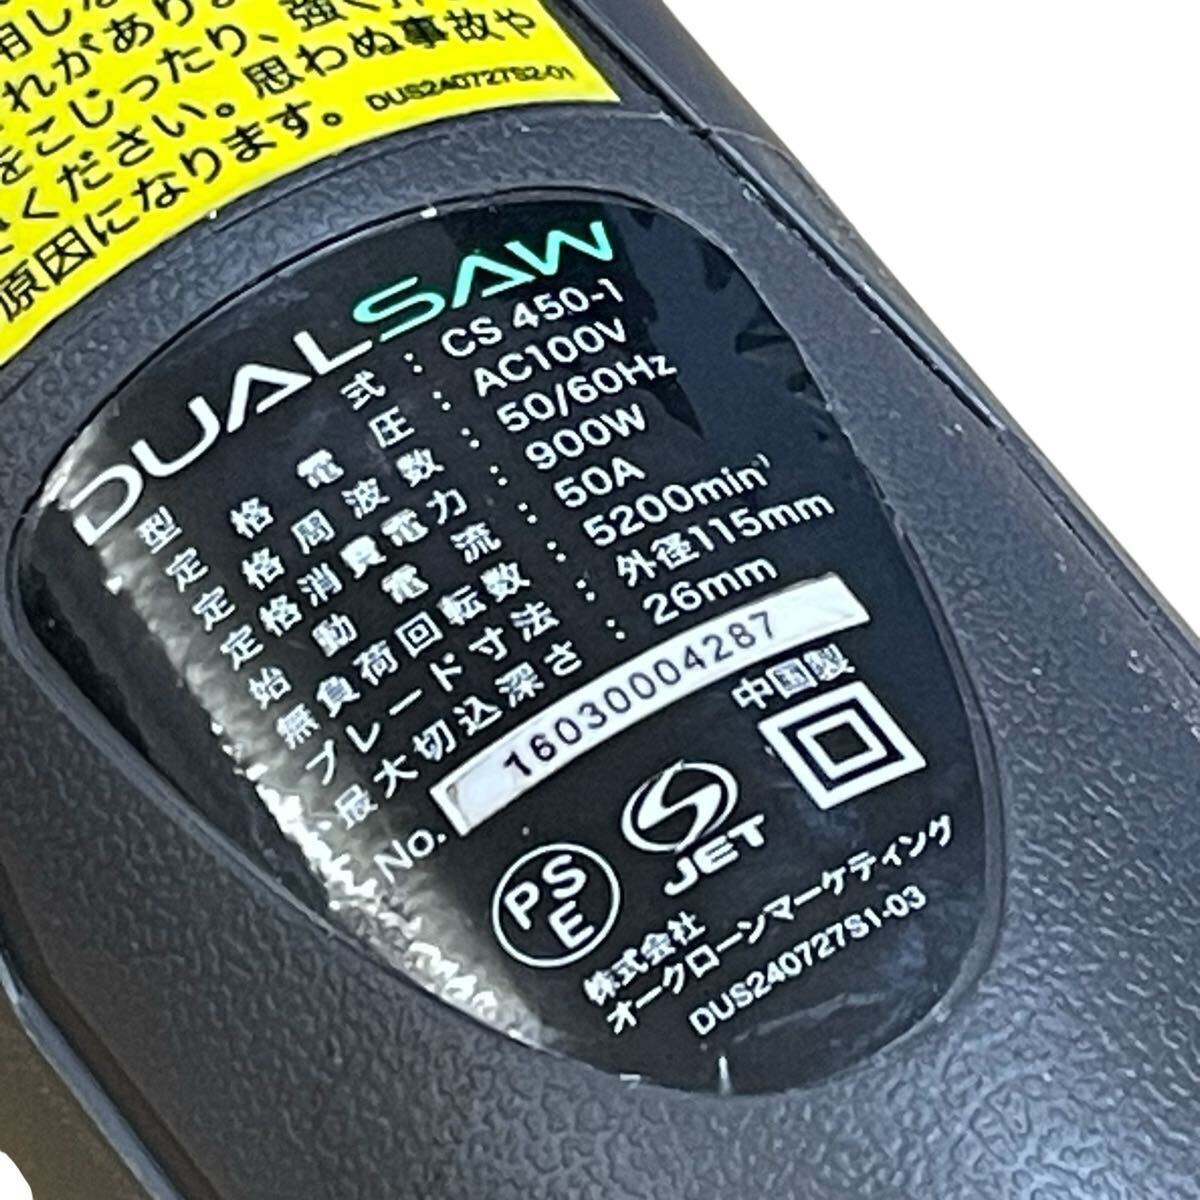 用しな
れがあります
をこじったり、強く
ください。思わぬ事故や
原因になります。
DUS240727S2-01
DUALSAW
型式：CS 450-1
定格電圧：AC100V
定格周波数：50/60Hz
定格消費電力：900W
始動電流：50A
無負荷回転数：5200min⁻¹
ブレード寸法：外径115mm
最大切込深さ：26mm
No. 16030004287
中国製
PSE
JET
株式会社
オークローンマーケティング
DUS240727S1-03